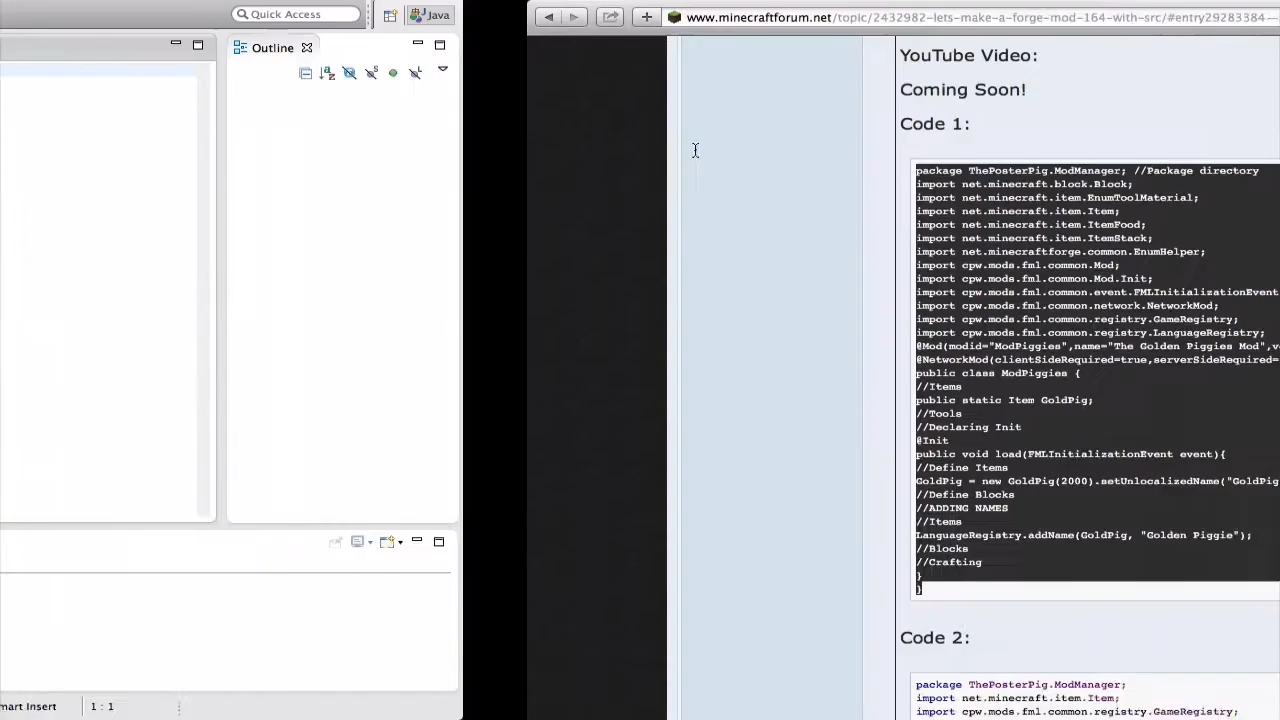 Quick Access
Java
Outline
mart Insert
1 : 1
www.minecraftforum.net/topic/2432982-lets-make-a-forge-mod-164-with-src/#entry29283384
YouTube Video:
Coming Soon!
Code 1:
package ThePosterPig.ModManager; //Package directory
import net.minecraft.block.Block;
import net.minecraft.item.EnumToolMaterial;
import net.minecraft.item.Item;
import net.minecraft.item.ItemFood;
import net.minecraft.item.ItemStack;
import net.minecraftforge.common.EnumHelper;
import cpw.mods.fml.common.Mod;
import cpw.mods.fml.common.Mod.Init;
import cpw.mods.fml.common.event.FMLInitializationEvent
import cpw.mods.fml.common.network.NetworkMod;
import cpw.mods.fml.common.registry.GameRegistry;
import cpw.mods.fml.common.registry.LanguageRegistry;
@Mod(modid="ModPiggies",name="The Golden Piggies Mod",v
@NetworkMod(clientSideRequired=true,serverSideRequired=
public class ModPiggies {
//Items
public static Item GoldPig;
//Tools
//Declaring Init
@Init
public void load(FMLInitializationEvent event){
//Define Items
GoldPig = new GoldPig(2000).setUnlocalizedName("GoldPig
//Define Blocks
//ADDING NAMES
//Items
LanguageRegistry.addName(GoldPig, "Golden Piggie");
//Blocks
//Crafting
}
}
Code 2:
package ThePosterPig.ModManager;
import net.minecraft.item.Item;
import cpw.mods.fml.common.registry.GameRegistry;